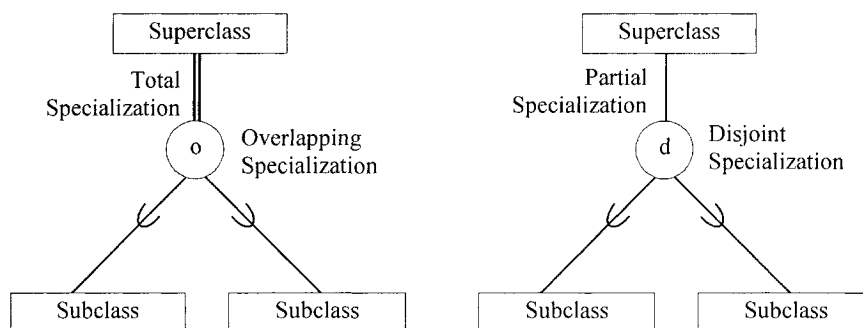 Superclass
Total
Specialization
o
Overlapping
Specialization
Subclass
Subclass
Superclass
Partial
Specialization
d
Disjoint
Specialization
Subclass
Subclass